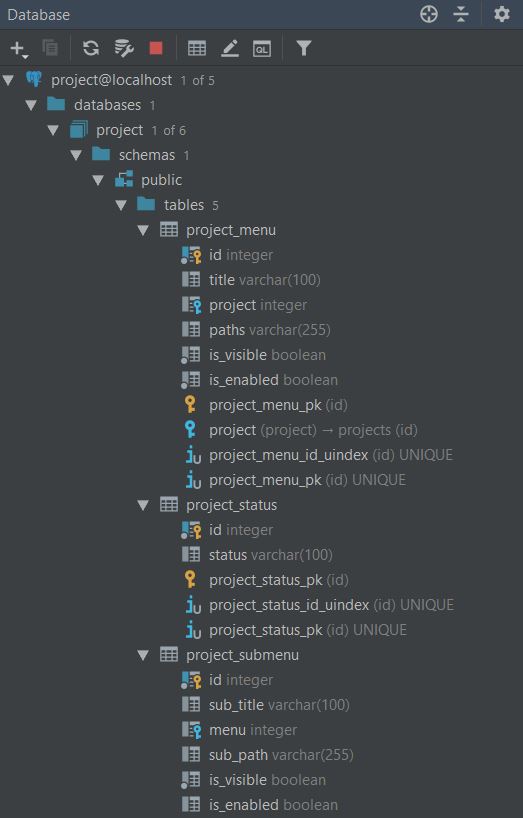 Database
QL
project@localhost 1 of 5
databases 1
project 1 of 6
schemas 1
public
tables 5
project_menu
id integer
title varchar(100)
project integer
paths varchar(255)
is_visible boolean
is_enabled boolean
project_menu_pk (id)
project (project) → projects (id)
project_menu_id_uindex (id) UNIQUE
project_menu_pk (id) UNIQUE
project_status
id integer
status varchar(100)
project_status_pk (id)
project_status_id_uindex (id) UNIQUE
project_status_pk (id) UNIQUE
project_submenu
id integer
sub_title varchar(100)
menu integer
sub_path varchar(255)
is_visible boolean
is_enabled boolean